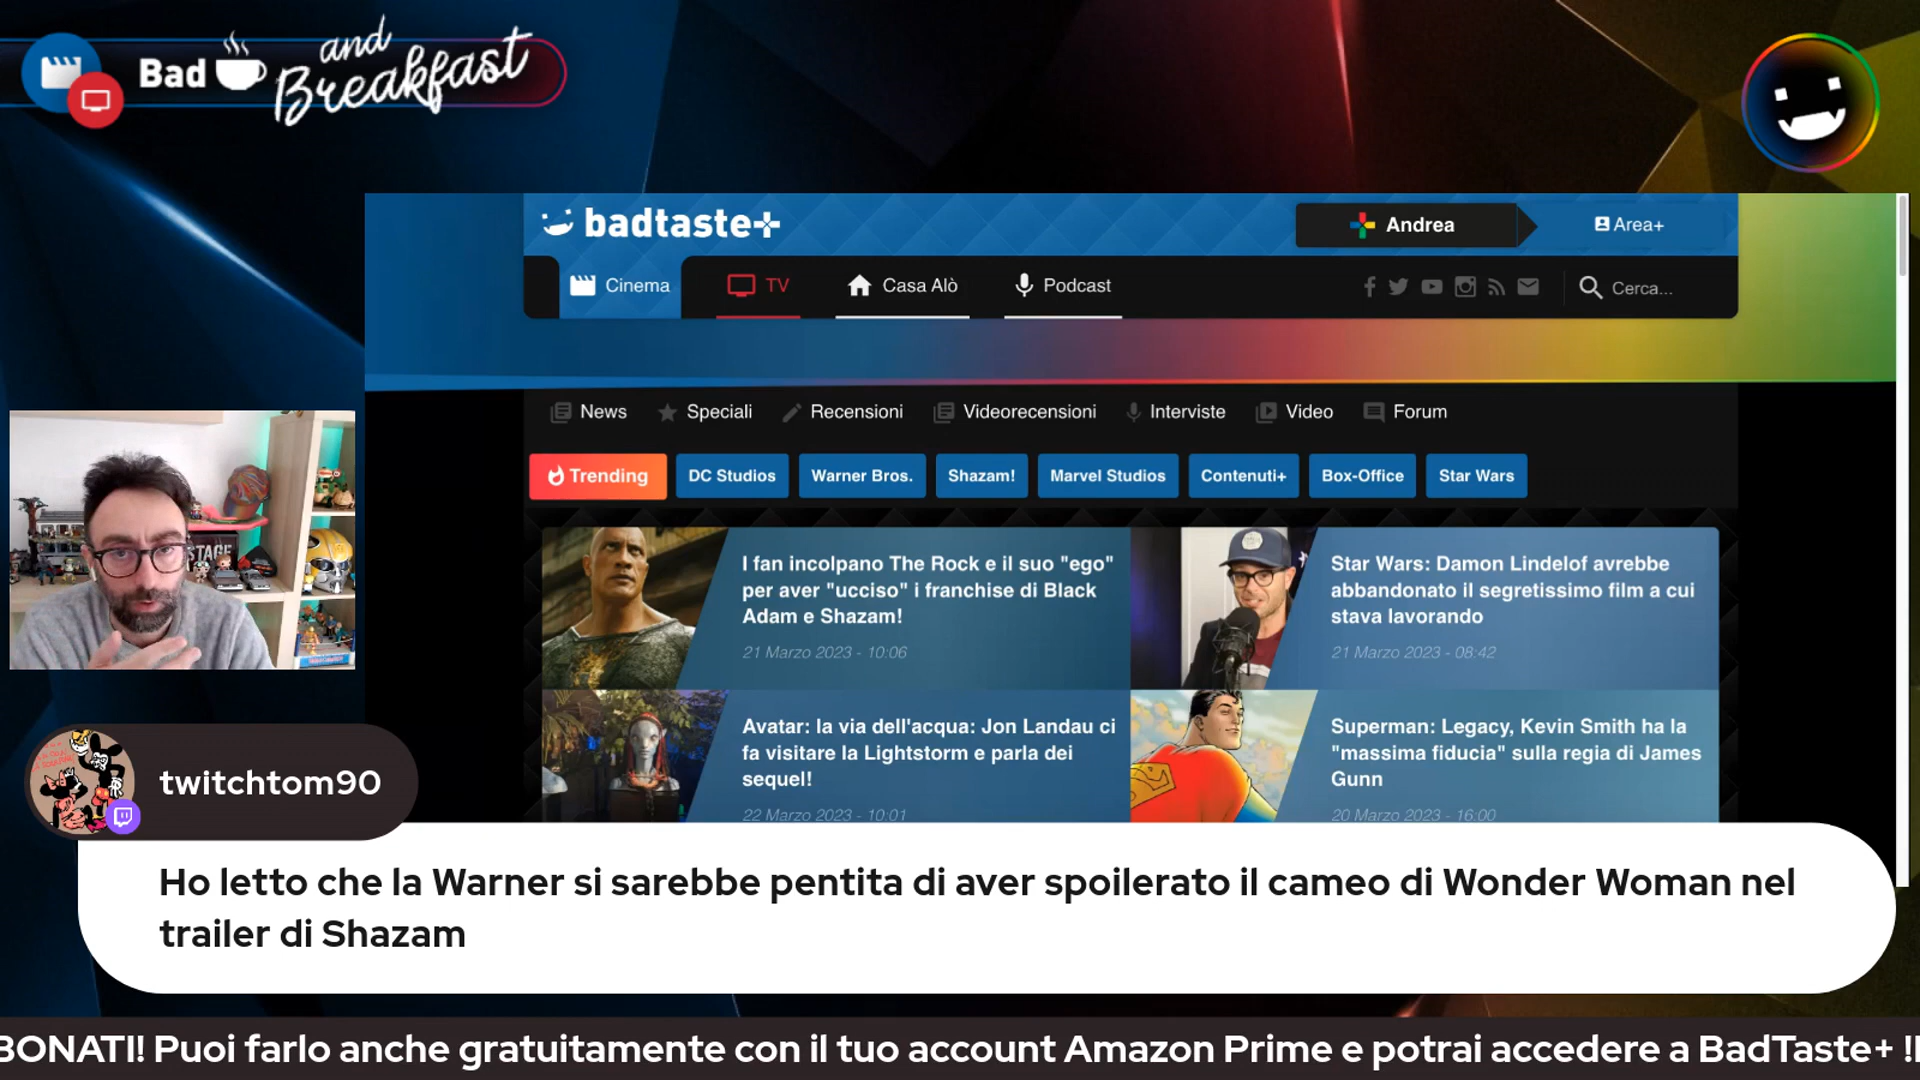 Bad and Breakfast
badtaste+
Andrea
Area+
Cinema
TV
Casa Alò
Podcast
Cerca...
News
Speciali
Recensioni
Videorecensioni
Interviste
Video
Forum
Trending
DC Studios
Warner Bros.
Shazam!
Marvel Studios
Contenuti+
Box-Office
Star Wars
I fan incolpano The Rock e il suo "ego"
per aver "ucciso" i franchise di Black
Adam e Shazam!
21 Marzo 2023 - 10:06
Star Wars: Damon Lindelof avrebbe
abbandonato il segretissimo film a cui
stava lavorando
21 Marzo 2023 - 08:42
Avatar: la via dell'acqua: Jon Landau ci
fa visitare la Lightstorm e parla dei
sequel!
22 Marzo 2023 - 10:01
Superman: Legacy, Kevin Smith ha la
"massima fiducia" sulla regia di James
Gunn
20 Marzo 2023 - 16:00
STAGE
twitchtom90
Ho letto che la Warner si sarebbe pentita di aver spoilerato il cameo di Wonder Woman nel
trailer di Shazam
BONATI! Puoi farlo anche gratuitamente con il tuo account Amazon Prime e potrai accedere a BadTaste+ !